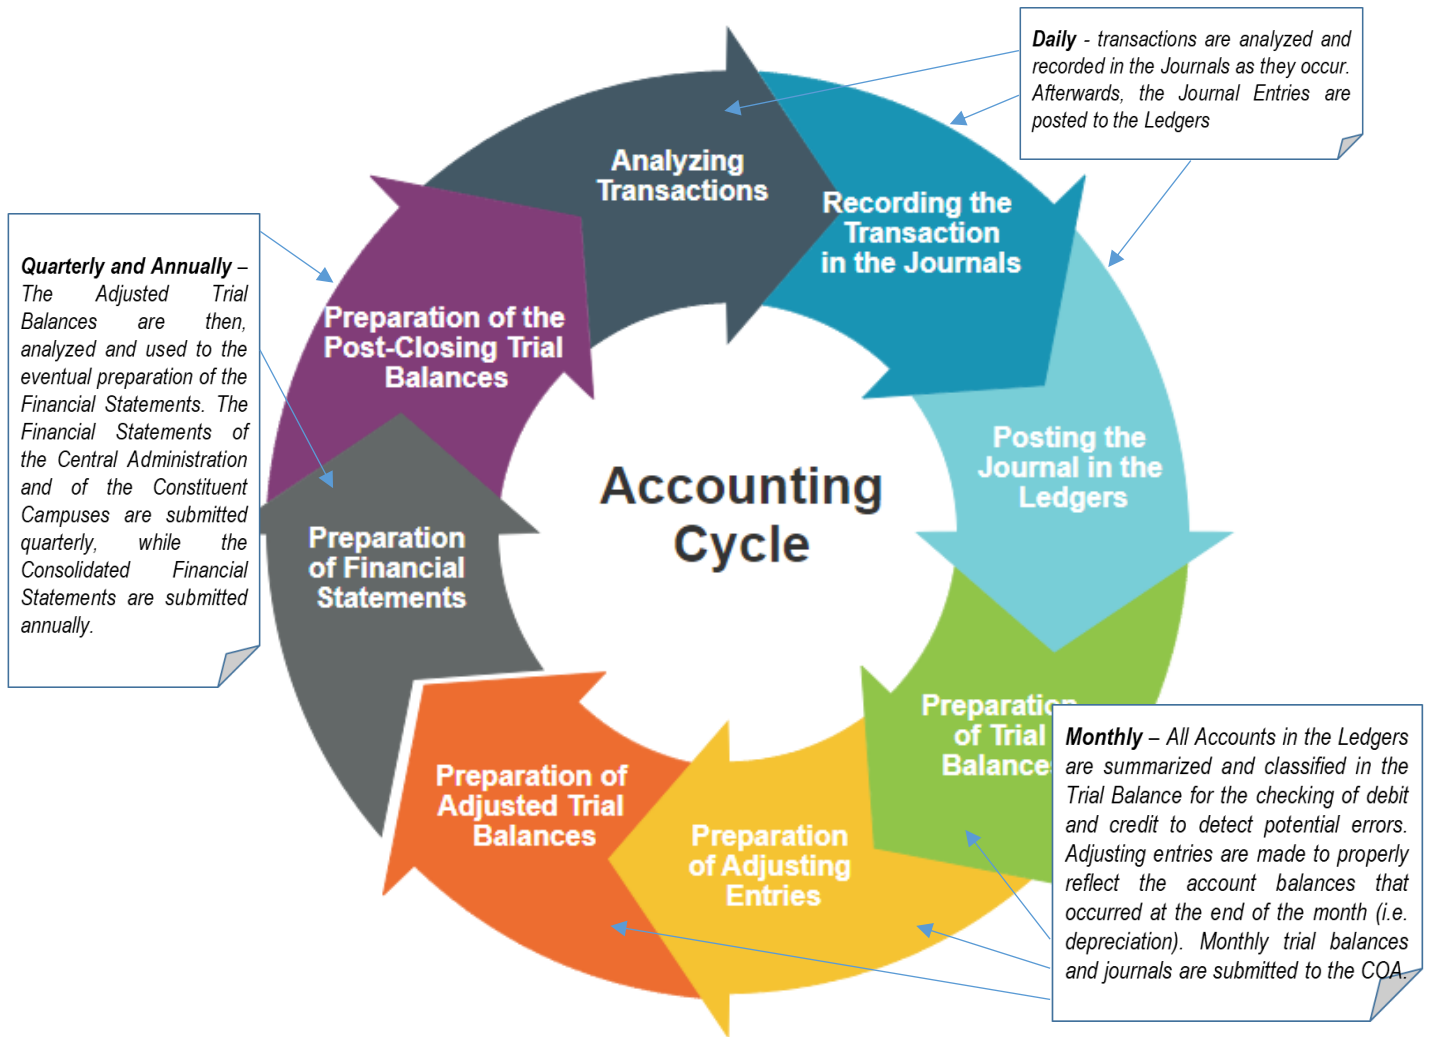 Daily - transactions are analyzed and
recorded in the Journals as they occur.
Afterwards, the Journal Entries are
posted to the Ledgers
Analyzing
Transactions
Recording the
Transaction
in the Journals
Quarterly and Annually –
The Adjusted Trial
Balances are then,
analyzed and used to the
eventual preparation of the
Financial Statements. The
Financial Statements of
the Central Administration
and of the Constituent
Campuses are submitted
quarterly, while the
Consolidated Financial
Statements are submitted
annually.
Preparation of the
Post-Closing Trial
Balances
Posting the
Journal in the
Ledgers
Accounting
Cycle
Preparation
of Financial
Statements
Preparation
of Trial
Balances
Monthly – All Accounts in the Ledgers
are summarized and classified in the
Trial Balance for the checking of debit
and credit to detect potential errors.
Adjusting entries are made to properly
reflect the account balances that
occurred at the end of the month (i.e.
depreciation). Monthly trial balances
and journals are submitted to the COA.
Preparation of
Adjusted Trial
Balances
Preparation
of Adjusting
Entries